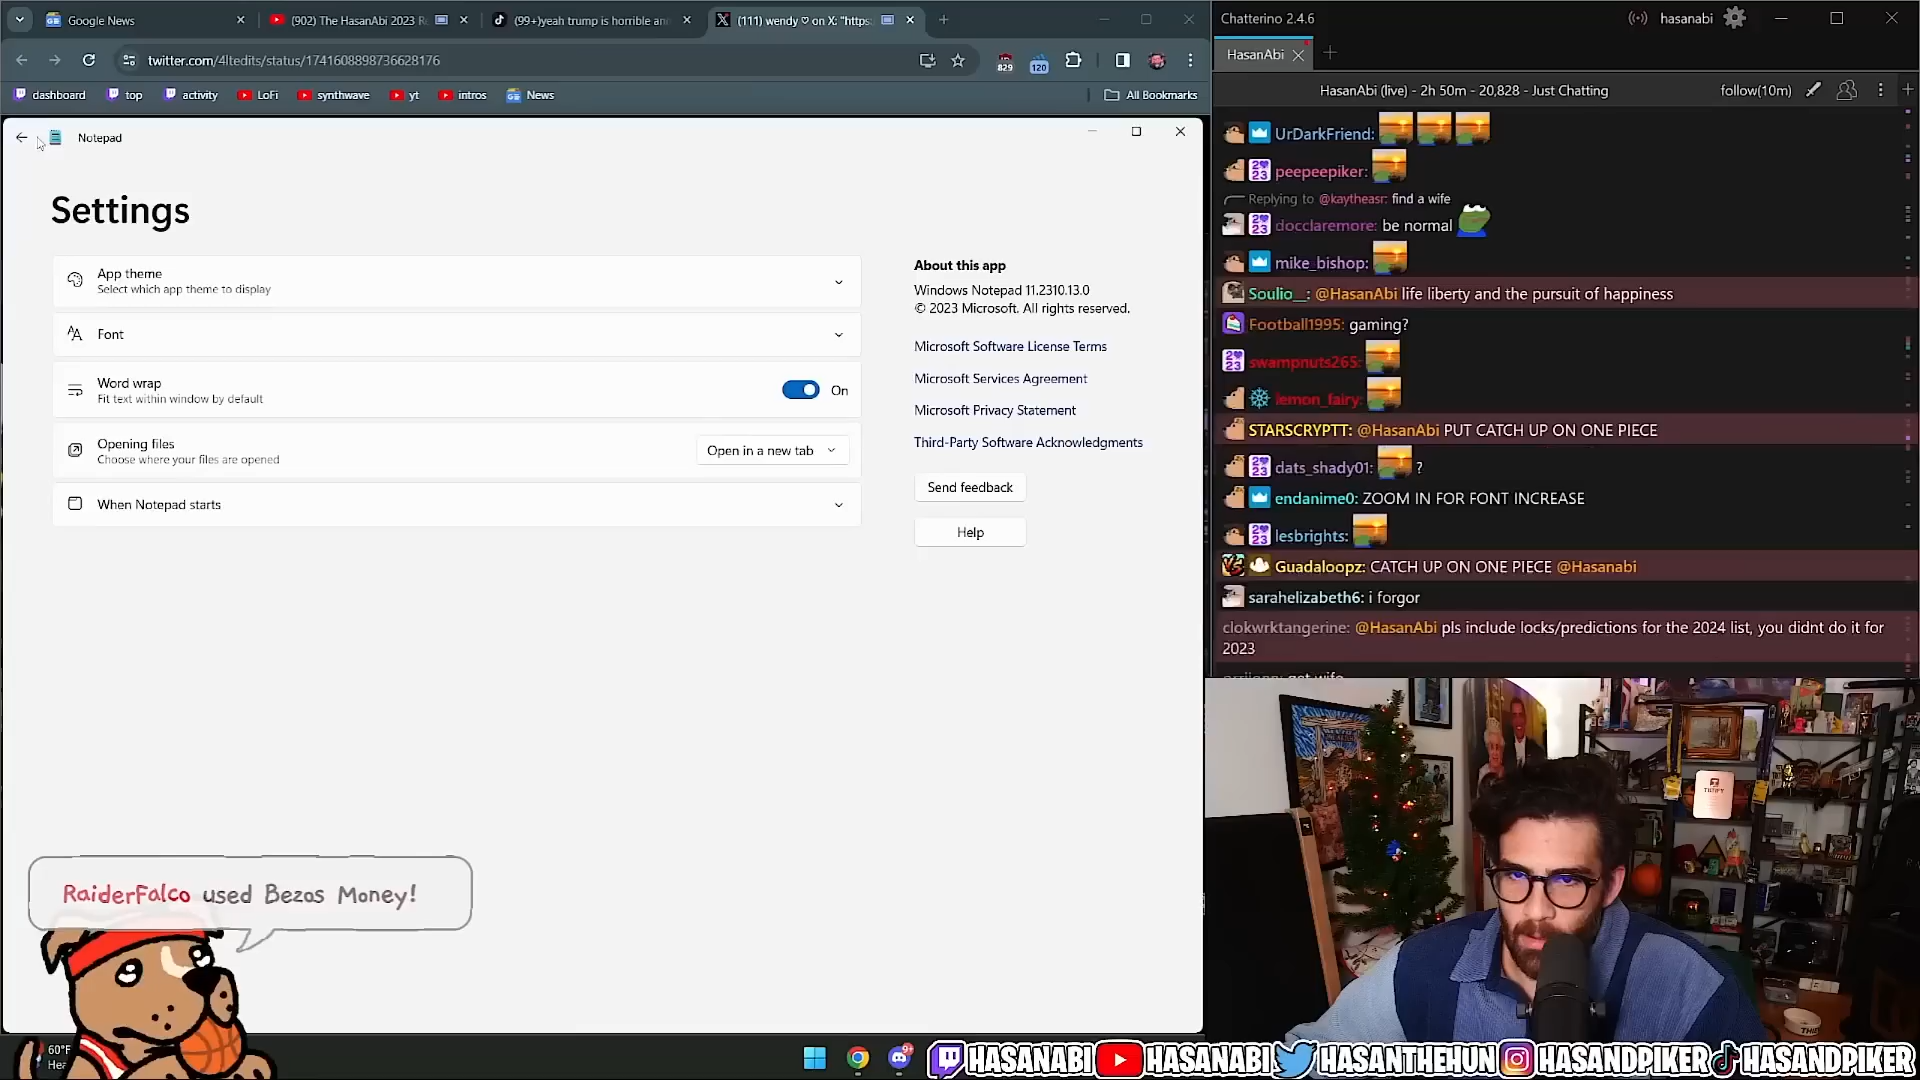 Google News
(902) The HasanAbi 2023 R
(99+)yeah trump is horrible an
(111) wendy ♡ on X: "https:
twitter.com/4ltedits/status/1741608898736628176
829
120
dashboard
top
activity
LoFi
synthwave
yt
intros
News
All Bookmarks
Notepad
Settings
App theme
Select which app theme to display
Font
Word wrap
Fit text within window by default
On
Opening files
Choose where your files are opened
Open in a new tab
When Notepad starts
About this app
Windows Notepad 11.2310.13.0
© 2023 Microsoft. All rights reserved.
Microsoft Software License Terms
Microsoft Services Agreement
Microsoft Privacy Statement
Third-Party Software Acknowledgments
Send feedback
Help
RaiderFalco used Bezos Money!
60°F
Chatterino 2.4.6
hasanabi
HasanAbi
HasanAbi (live) - 2h 50m - 20,828 - Just Chatting
follow(10m)
UrDarkFriend:
peepeepiker:
Replying to @kaytheasr: find a wife
docclaremore: be normal
mike_bishop:
Soulio__: @HasanAbi life liberty and the pursuit of happiness
Football1995: gaming?
swampnuts265:
lemon_fairy:
STARSCRYPTT: @HasanAbi PUT CATCH UP ON ONE PIECE
dats_shady01: ?
endanime0: ZOOM IN FOR FONT INCREASE
lesbrights:
Guadaloopz: CATCH UP ON ONE PIECE @Hasanabi
sarahelizabeth6: i forgor
clokwrktangerine: @HasanAbi pls include locks/predictions for the 2024 list, you didnt do it for
2023
HASANABI
HASANABI
HASANTHEHUN
HASANDPIKER
HASANDPIKER